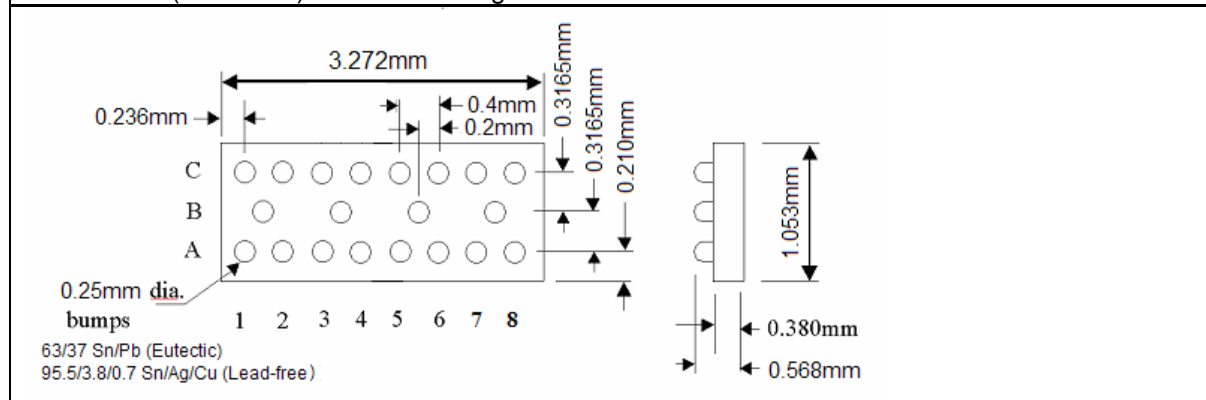 3.272mm
0.236mm
0.4mm
0.2mm
0.3165mm
0.3165mm
0.210mm
C
B
A
1.053mm
0.25mm dia.
bumps
1 2 3 4 5 6 7 8
0.380mm
0.568mm
63/37 Sn/Pb (Eutectic)
95.5/3.8/0.7 Sn/Ag/Cu (Lead-free)